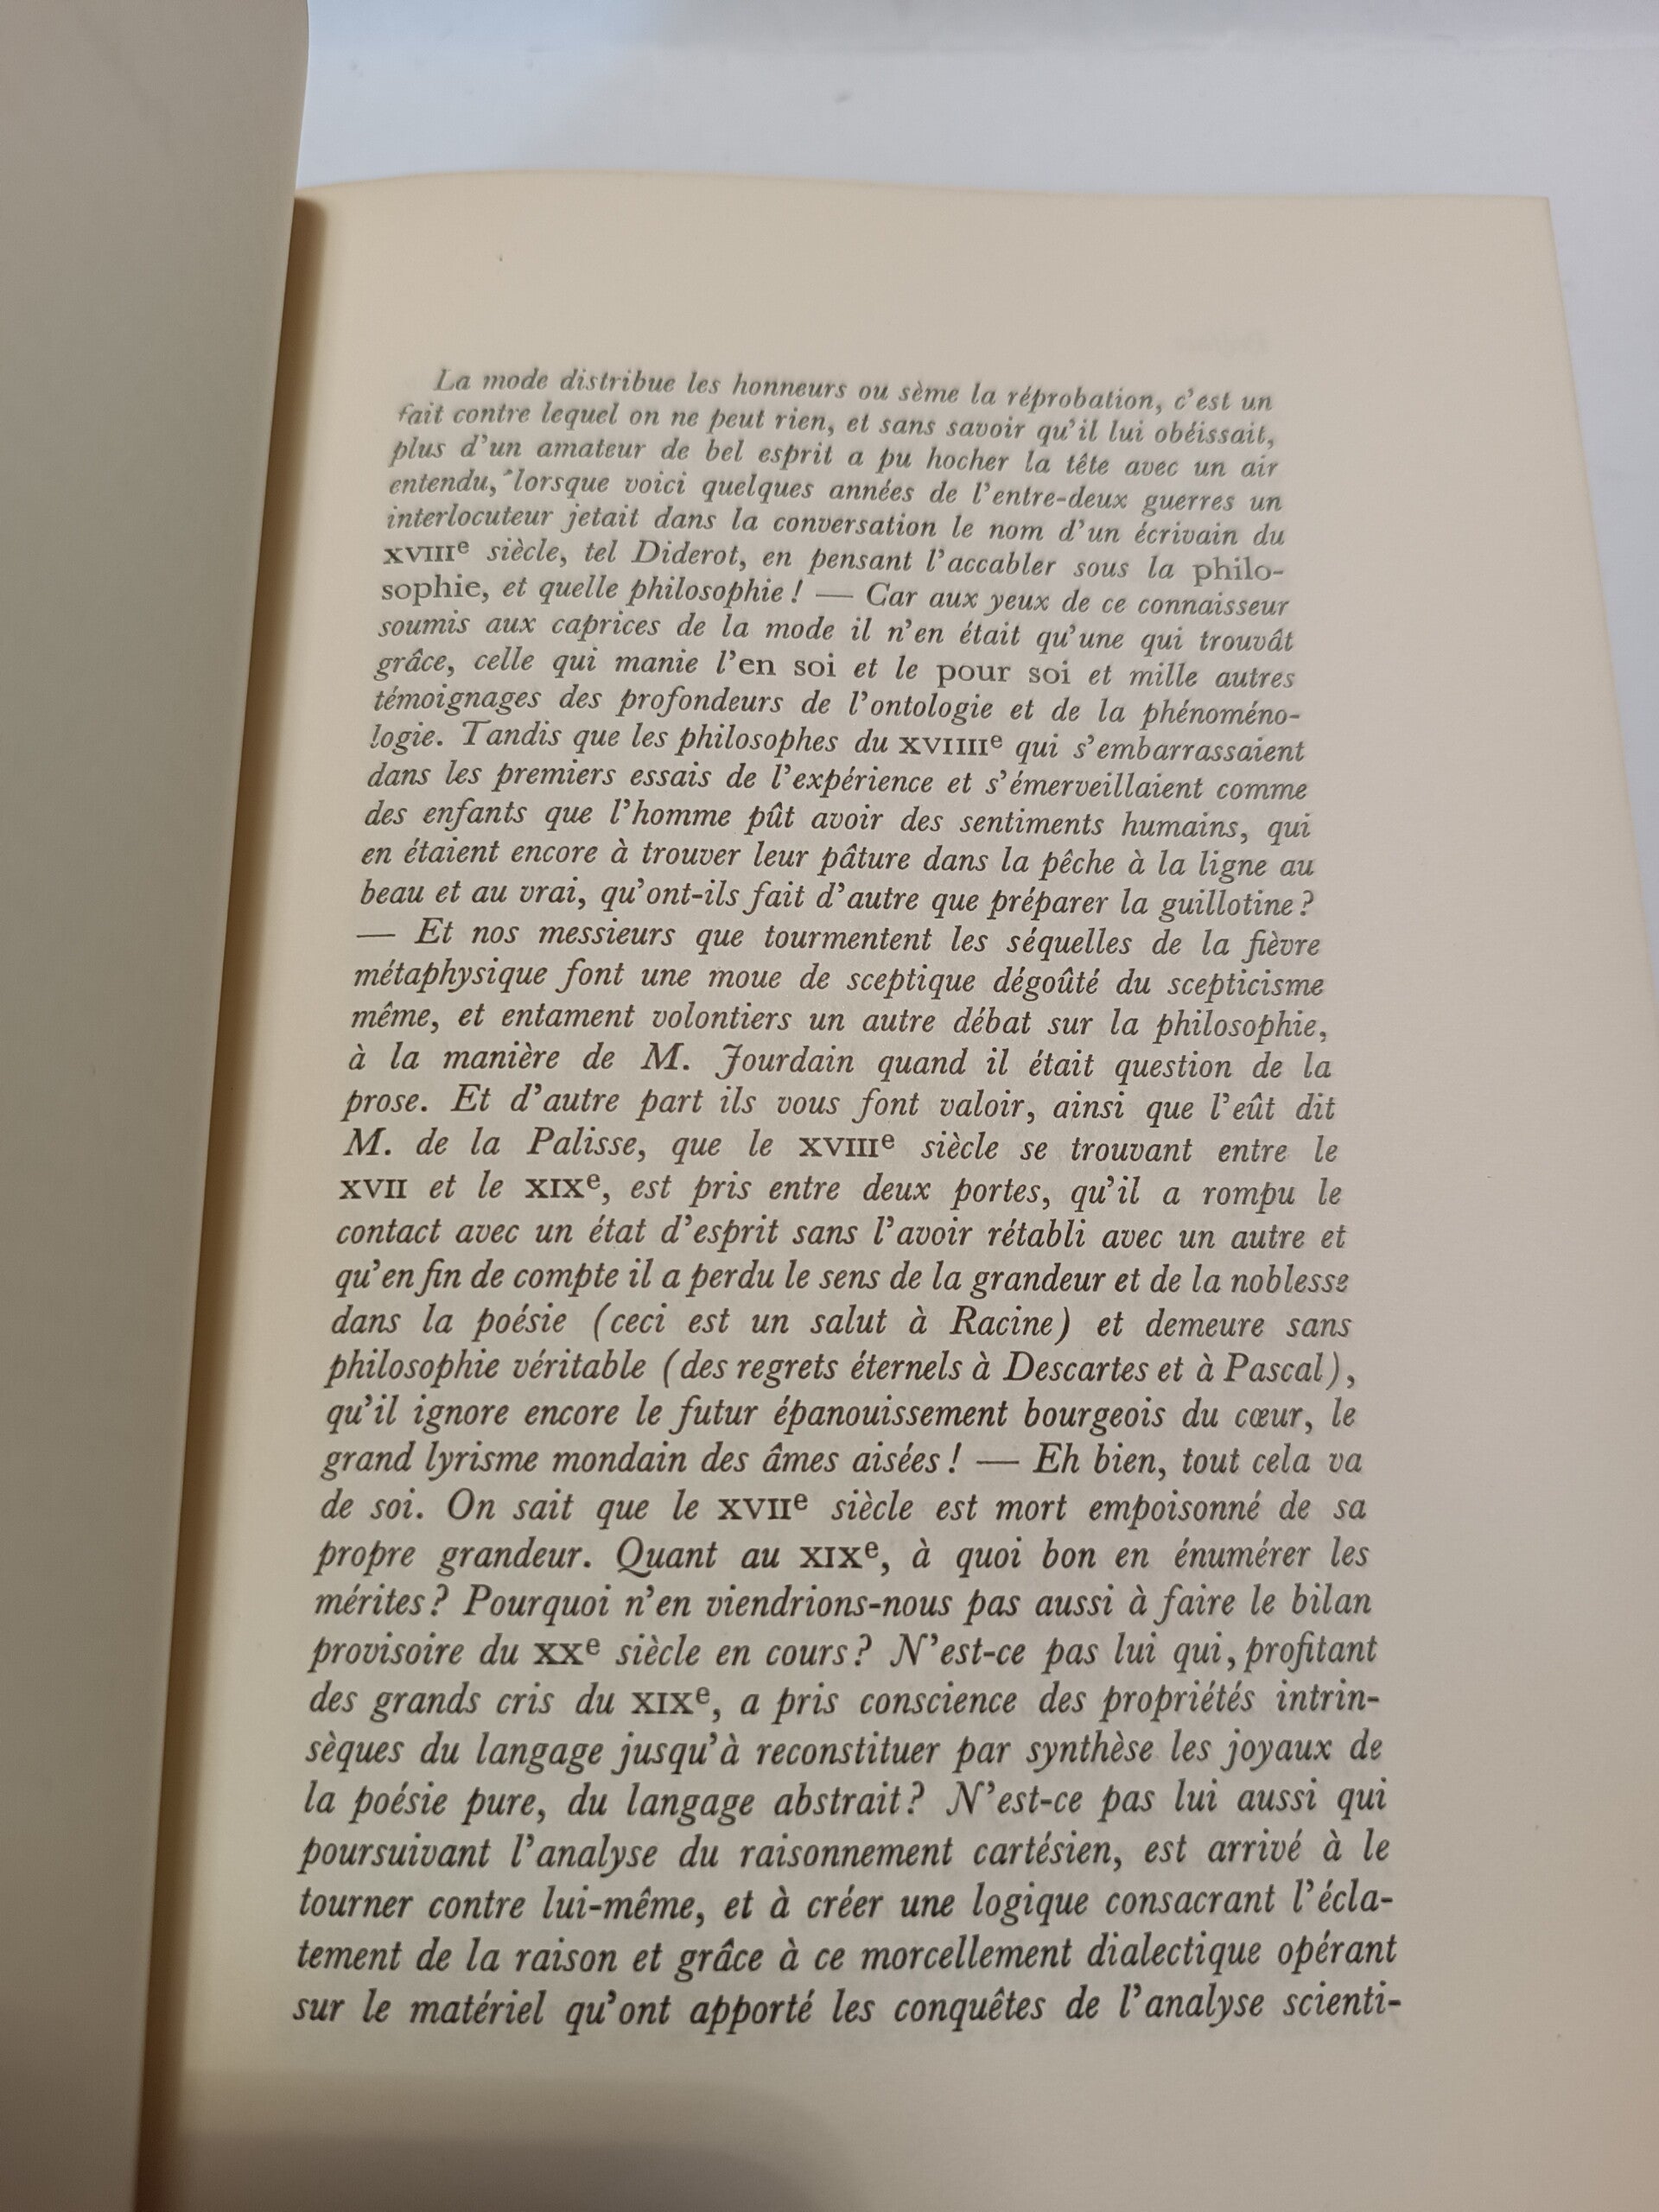 La mode distribue les honneurs ou sème la réprobation, c'est un
fait contre lequel on ne peut rien, et sans savoir qu'il lui obéissait,
plus d'un amateur de bel esprit a pu hocher la tête avec un air
entendu, lorsque voici quelques années de l'entre-deux guerres un
interlocuteur jetait dans la conversation le nom d'un écrivain du
XVIIIe siècle, tel Diderot, en pensant l'accabler sous la philo-
sophie, et quelle philosophie ! — Car aux yeux de ce connaisseur
soumis aux caprices de la mode il n'en était qu'une qui trouvât
grâce, celle qui manie l'en soi et le pour soi et mille autres
témoignages des profondeurs de l'ontologie et de la phénoméno-
logie. Tandis que les philosophes du XVIIIIe qui s'embarrassaient
dans les premiers essais de l'expérience et s'émerveillaient comme
des enfants que l'homme pût avoir des sentiments humains, qui
en étaient encore à trouver leur pâture dans la pêche à la ligne au
beau et au vrai, qu'ont-ils fait d'autre que préparer la guillotine ?
— Et nos messieurs que tourmentent les séquelles de la fièvre
métaphysique font une moue de sceptique dégoûté du scepticisme
même, et entament volontiers un autre débat sur la philosophie,
à la manière de M. Jourdain quand il était question de la
prose. Et d'autre part ils vous font valoir, ainsi que l'eût dit
M. de la Palisse, que le XVIIIe siècle se trouvant entre le
XVII et le XIXe, est pris entre deux portes, qu'il a rompu le
contact avec un état d'esprit sans l'avoir rétabli avec un autre et
qu'en fin de compte il a perdu le sens de la grandeur et de la noblesse
dans la poésie (ceci est un salut à Racine) et demeure sans
philosophie véritable (des regrets éternels à Descartes et à Pascal),
qu'il ignore encore le futur épanouissement bourgeois du cœur, le
grand lyrisme mondain des âmes aisées ! — Eh bien, tout cela va
de soi. On sait que le XVIIe siècle est mort empoisonné de sa
propre grandeur. Quant au XIXe, à quoi bon en énumérer les
mérites ? Pourquoi n'en viendrions-nous pas aussi à faire le bilan
provisoire du XXe siècle en cours ? N'est-ce pas lui qui, profitant
des grands cris du XIXe, a pris conscience des propriétés intrin-
sèques du langage jusqu'à reconstituer par synthèse les joyaux de
la poésie pure, du langage abstrait ? N'est-ce pas lui aussi qui
poursuivant l'analyse du raisonnement cartésien, est arrivé à le
tourner contre lui-même, et à créer une logique consacrant l'écla-
tement de la raison et grâce à ce morcellement dialectique opérant
sur le matériel qu'ont apporté les conquêtes de l'analyse scienti-